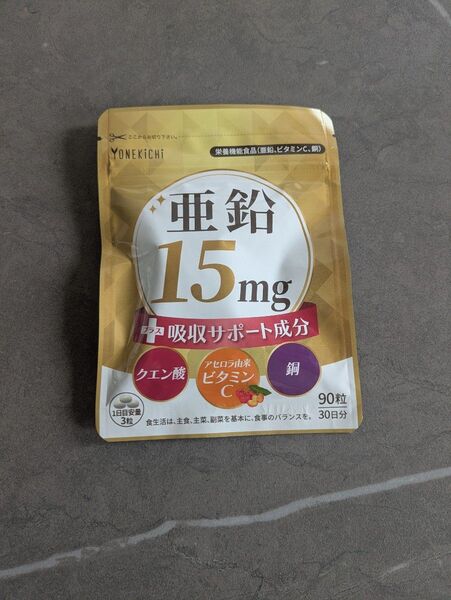 ここからお切り下さい。
YONEKiCHi
栄養機能食品(亜鉛、ビタミンC、銅)
亜鉛
15mg
プラス
吸収サポート成分
クエン酸
アセロラ由来
ビタミン
C
銅
1日目安量
3粒
90粒
30日分
食生活は、主食、主菜、副菜を基本に、食事のバランスを。